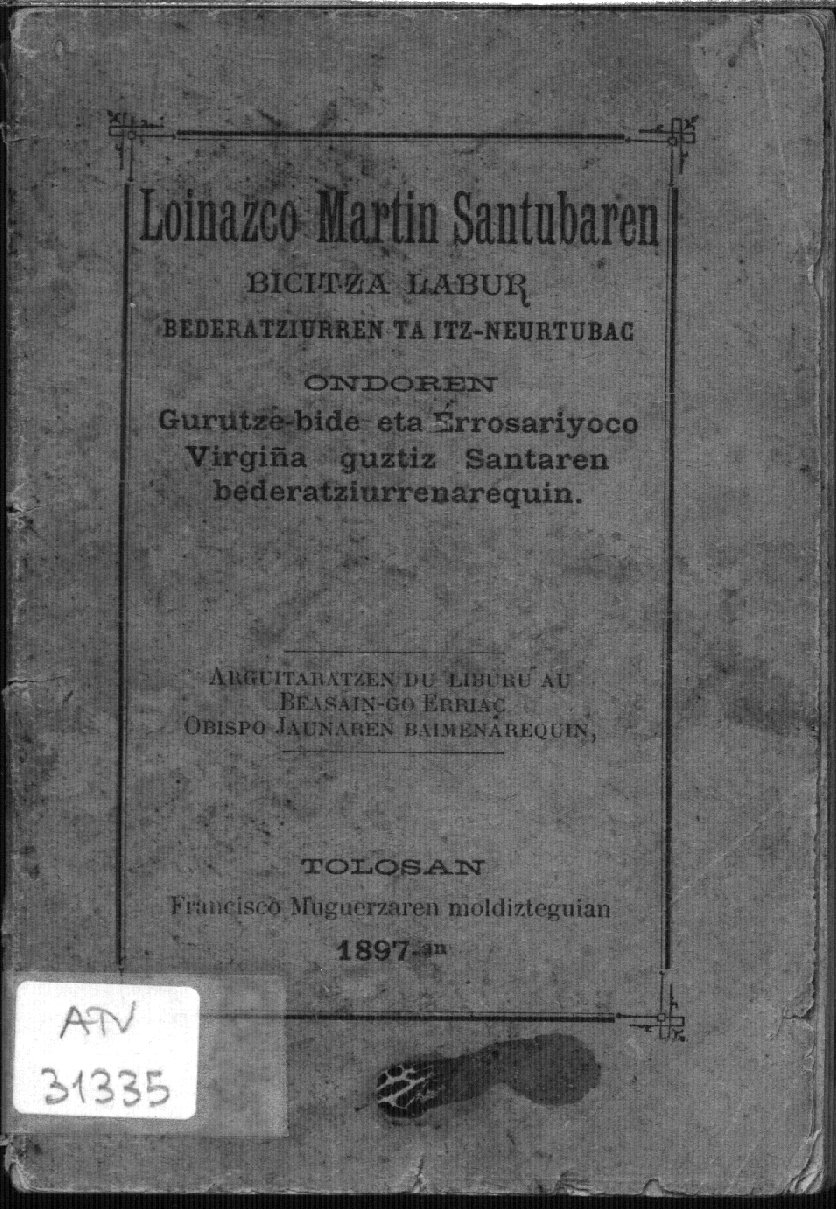 Loinazco Martin Santubaren
BICITZA LABUR
BEDERATZIURREN TA ITZ-NEURTUBAC
ONDOREN
Gurutze-bide eta Errosariyoco
Virgiña guztiz Santaren
bederatziurrenarequin.
ARGUITARATZEN DU LIBURU AU
BEASAIN-GO ERRIAC
OBISPO JAUNAREN BAIMENAREQUIN,
TOLOSAN
Francisco Muguerzaren moldizteguian
1897-an
ATV
31335